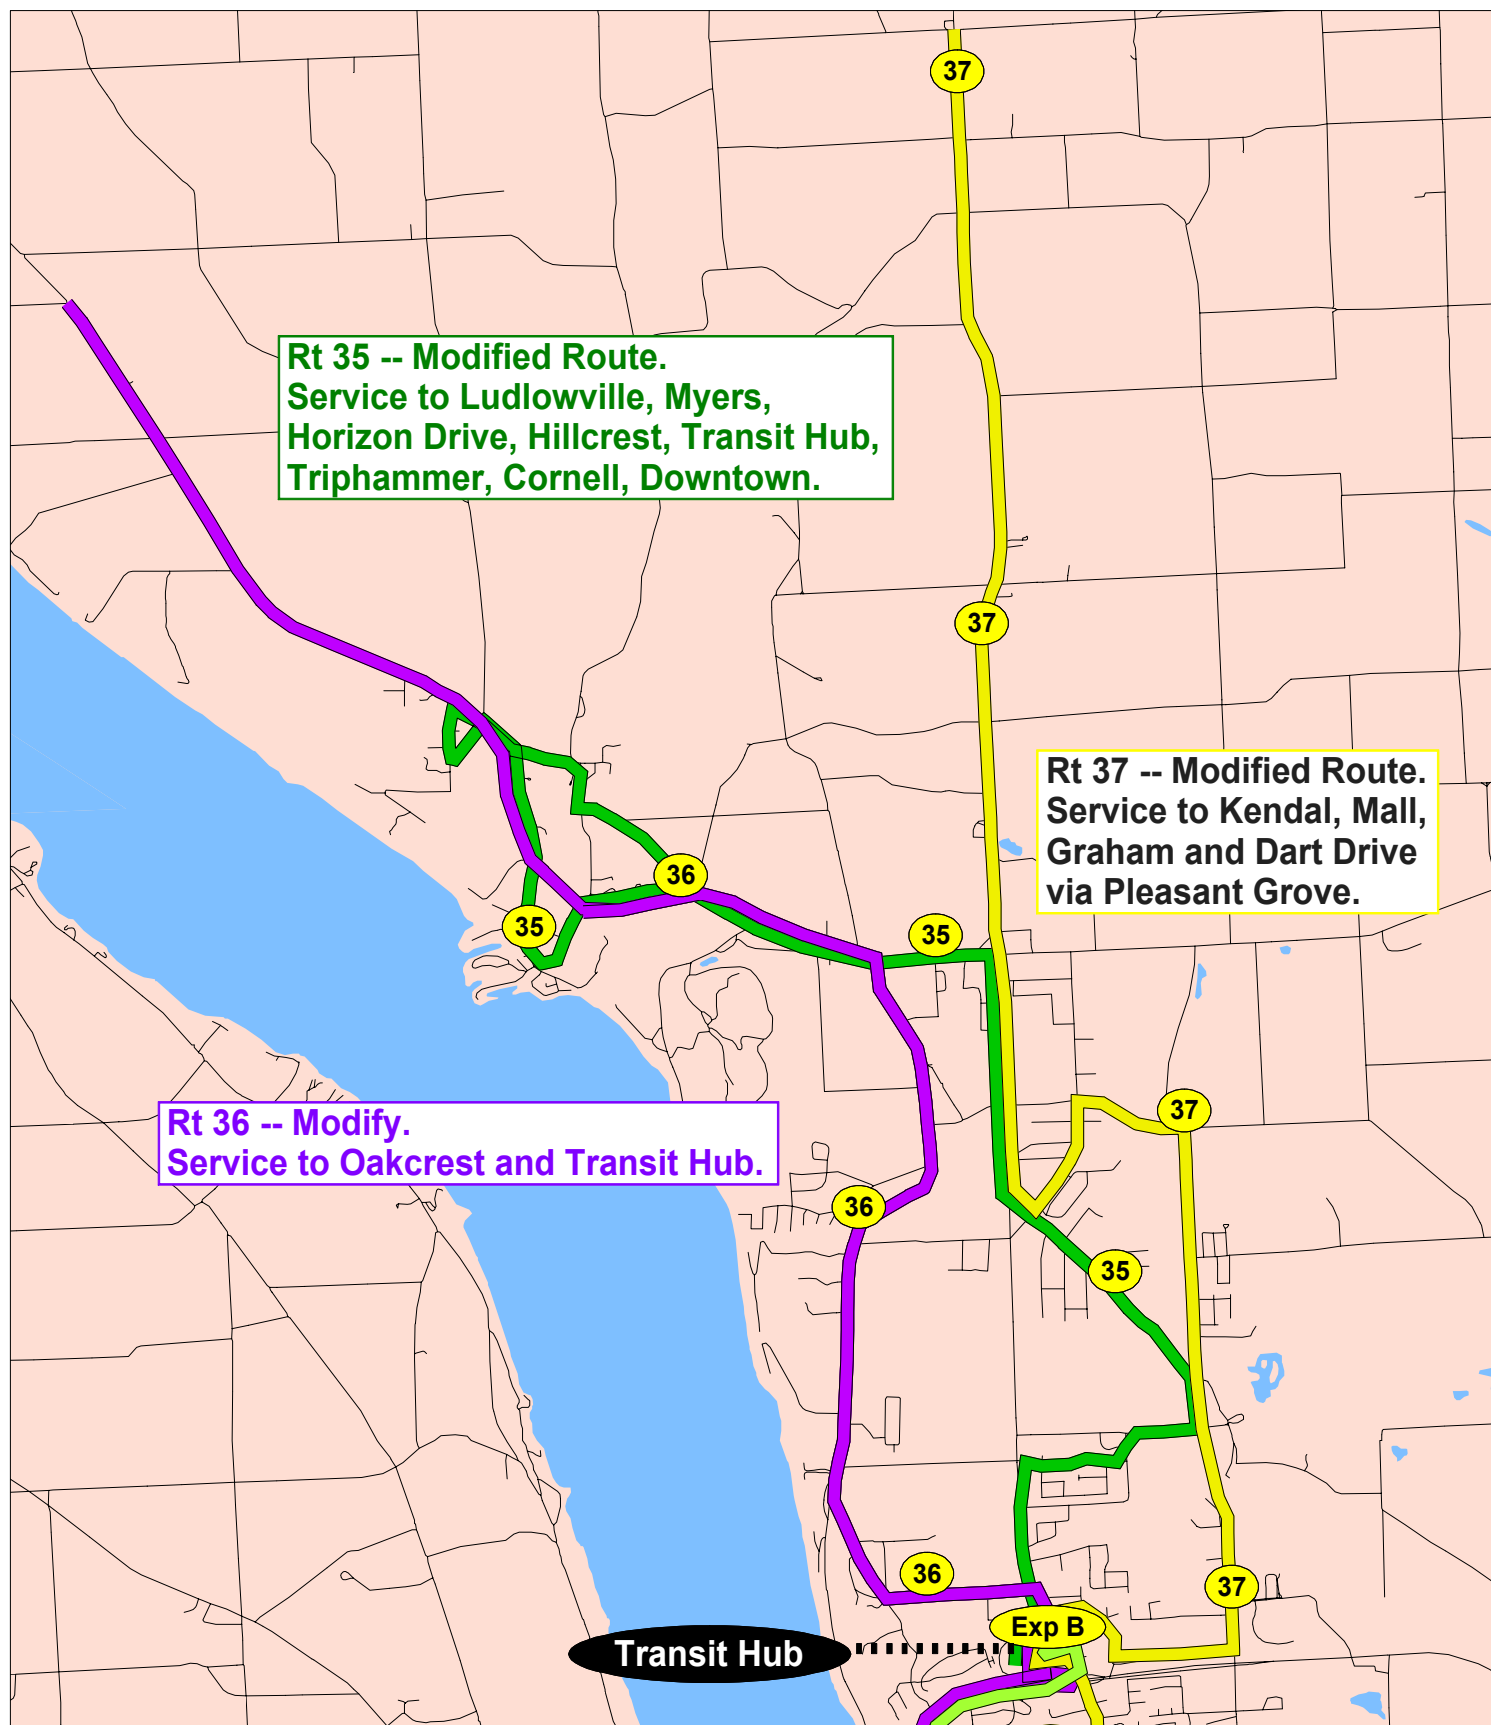 37
Rt 35 -- Modified Route.
Service to Ludlowville, Myers,
Horizon Drive, Hillcrest, Transit Hub,
Triphammer, Cornell, Downtown.
37
Rt 37 -- Modified Route.
Service to Kendal, Mall,
Graham and Dart Drive
via Pleasant Grove.
36
35
35
Rt 36 -- Modify.
Service to Oakcrest and Transit Hub.
37
36
35
36
37
Exp B
Transit Hub